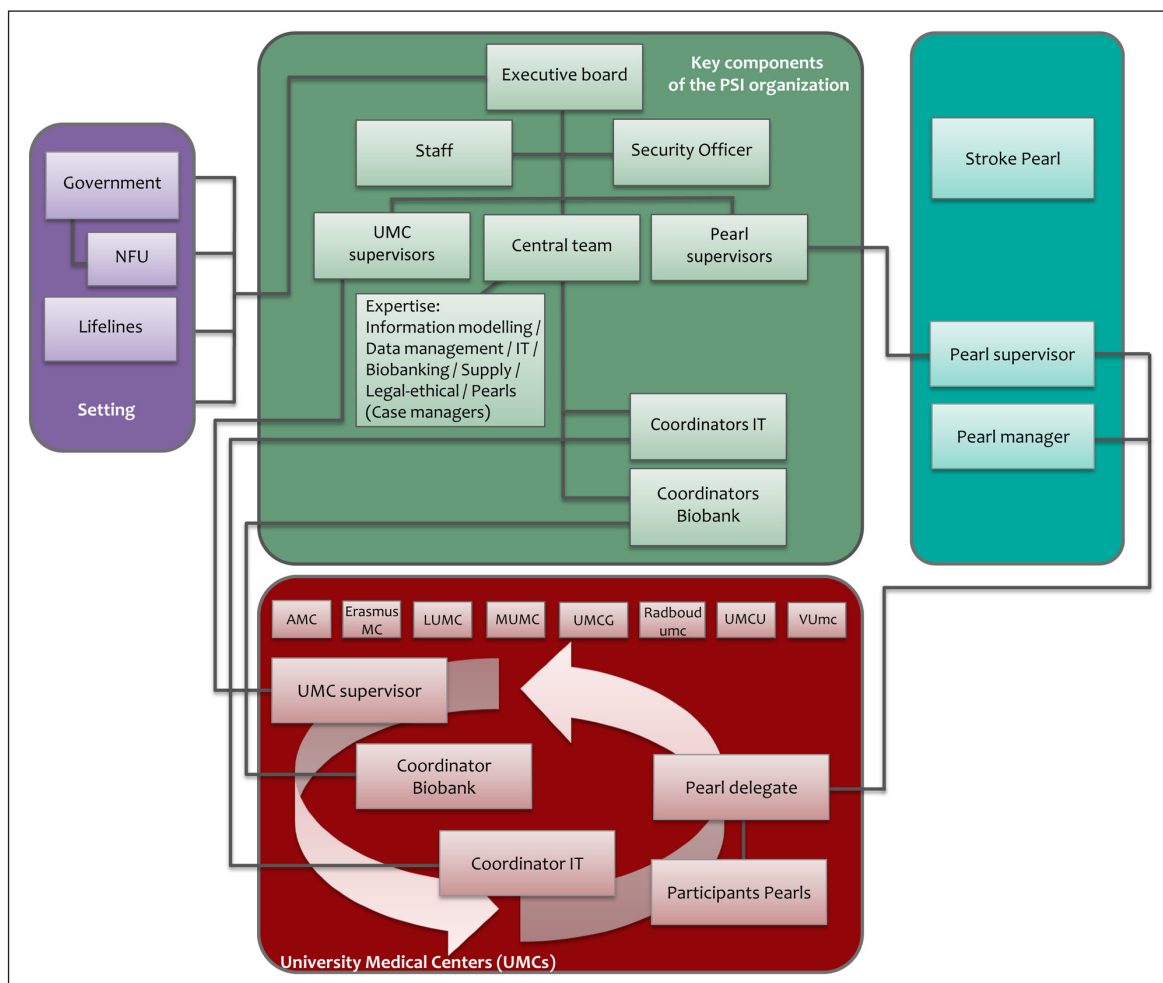 Key components
of the PSI organization
Executive board
Staff
Security Officer
UMC
supervisors
Central team
Pearl
supervisors
Expertise:
Information modelling /
Data management / IT /
Biobanking / Supply /
Legal-ethical / Pearls
(Case managers)
Coordinators IT
Coordinators
Biobank
Government
NFU
Lifelines
Setting
Stroke Pearl
Pearl supervisor
Pearl manager
AMC
Erasmus
MC
LUMC
MUMC
UMCG
Radboud
umc
UMCU
VUmc
UMC supervisor
Coordinator
Biobank
Pearl delegate
Coordinator IT
Participants Pearls
University Medical Centers (UMCs)